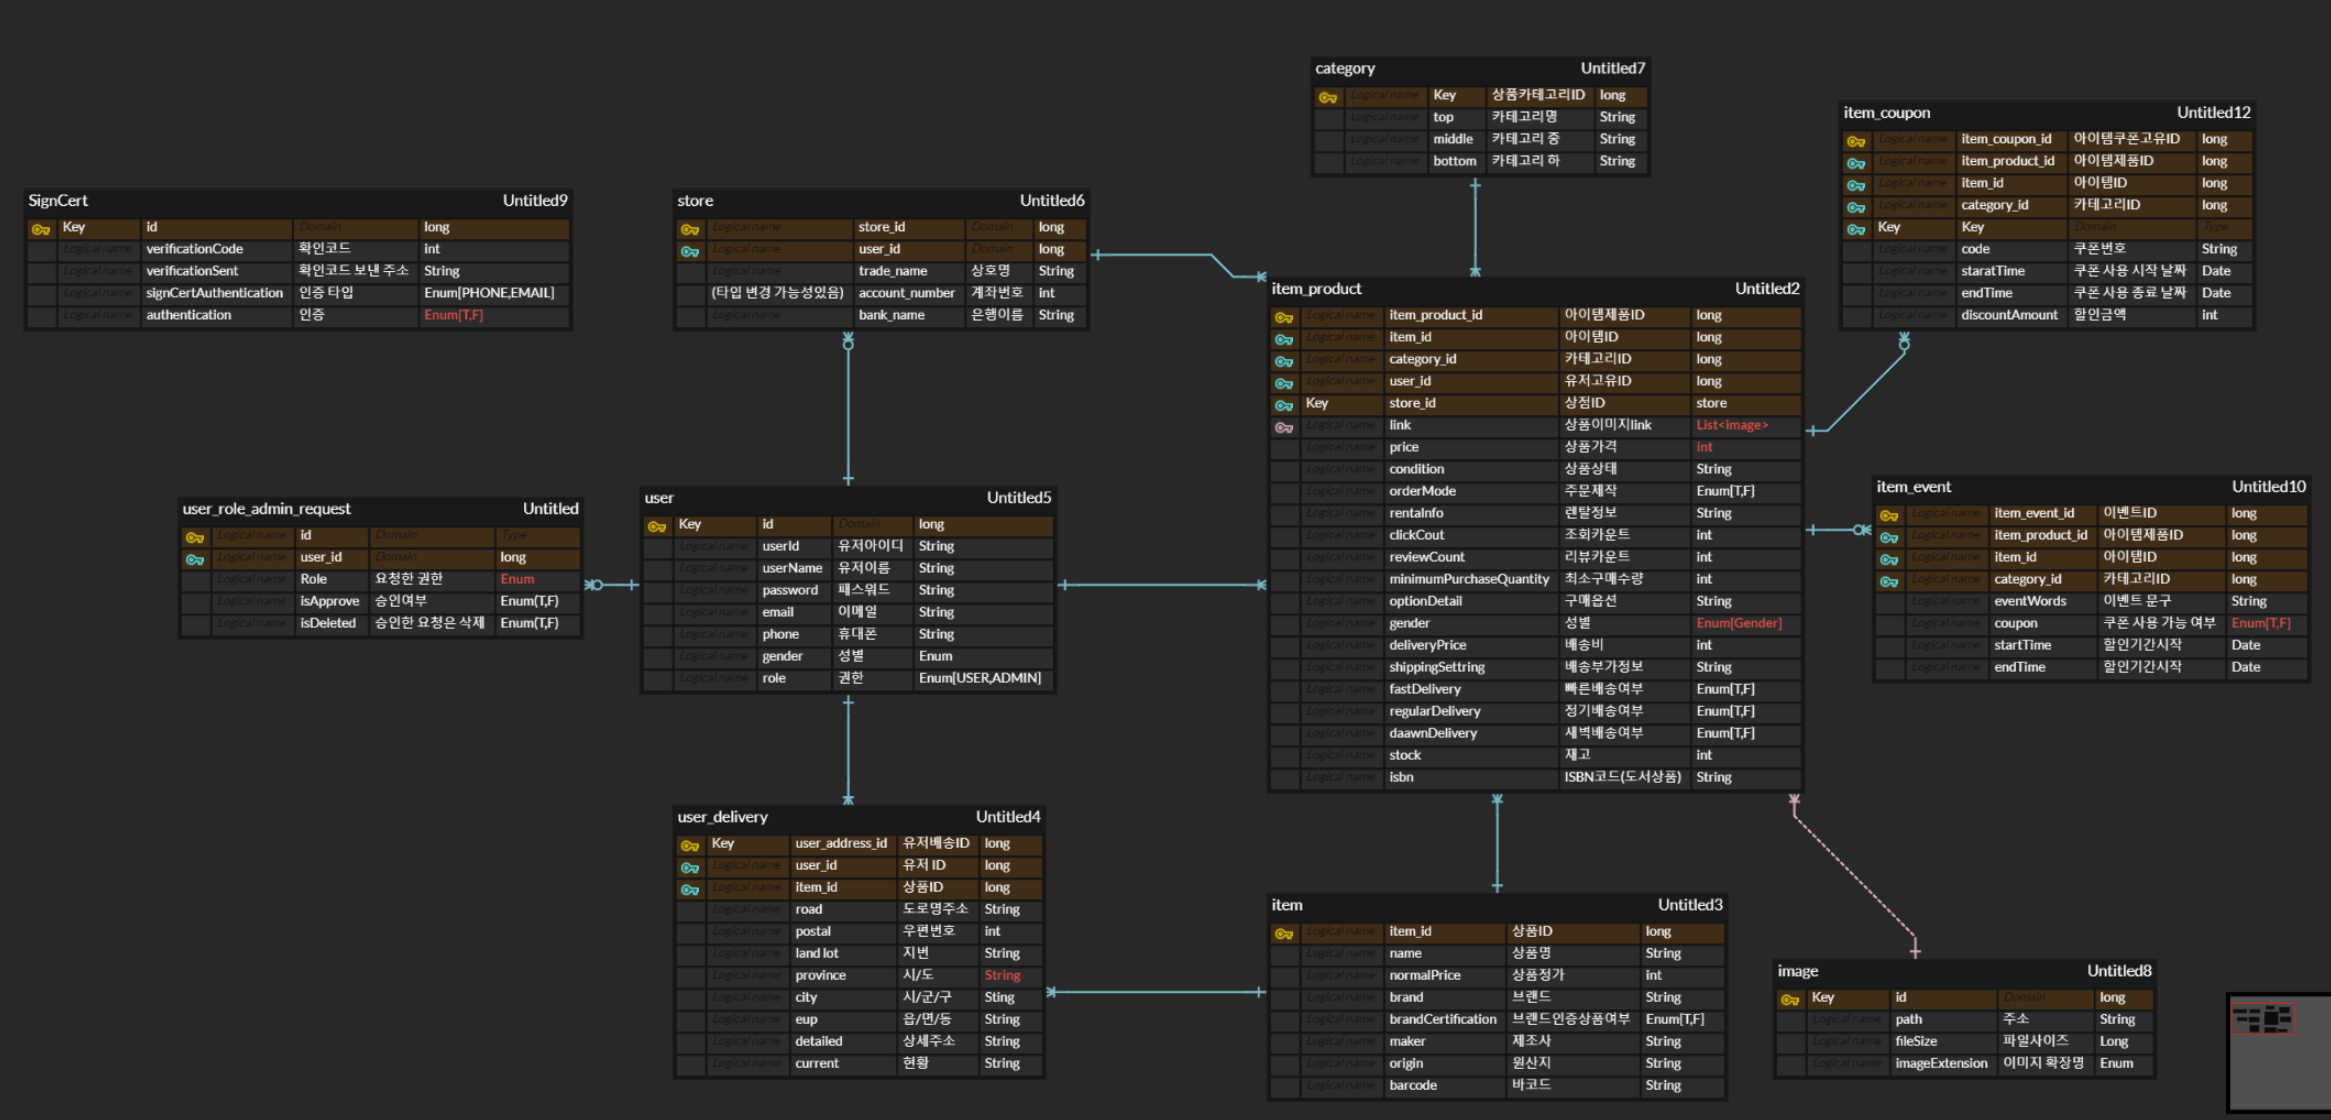 category Untitled7
Logical name Key 상품카테고리ID long
Logical name top 카테고리명 String
Logical name middle 카테고리 중 String
Logical name bottom 카테고리 하 String
item_coupon Untitled12
Logical name item_coupon_id 아이템쿠폰고유ID long
Logical name item_product_id 아이템제품ID long
Logical name item_id 아이템ID long
Logical name category_id 카테고리ID long
Key Key Domain Type
Logical name code 쿠폰번호 String
Logical name staratTime 쿠폰 사용 시작 날짜 Date
Logical name endTime 쿠폰 사용 종료 날짜 Date
Logical name discountAmount 할인금액 int
SignCert Untitled9
Key id Domain long
Logical name verificationCode 확인코드 int
Logical name verificationSent 확인코드 보낸 주소 String
Logical name signCertAuthentication 인증 타입 Enum[PHONE,EMAIL]
Logical name authentication 인증 Enum[T,F]
store Untitled6
Logical name store_id Domain long
Logical name user_id Domain long
Logical name trade_name 상호명 String
(타입 변경 가능성있음) account_number 계좌번호 int
Logical name bank_name 은행이름 String
item_product Untitled2
Logical name item_product_id 아이템제품ID long
Logical name item_id 아이템ID long
Logical name category_id 카테고리ID long
Logical name user_id 유저고유ID long
Key store_id 상점ID store
Logical name link 상품이미지link List<image>
Logical name price 상품가격 int
Logical name condition 상품상태 String
Logical name orderMode 주문제작 Enum[T,F}
Logical name rentaInfo 렌탈정보 String
Logical name clickCout 조회카운트 int
Logical name reviewCount 리뷰카운트 int
Logical name minimumPurchaseQuantity 최소구매수량 int
Logical name optionDetail 구매옵션 String
Logical name gender 성별 Enum[Gender]
Logical name deliveryPrice 배송비 int
Logical name shippingSettring 배송부가정보 String
Logical name fastDelivery 빠른배송여부 Enum[T,F]
Logical name regularDelivery 정기배송여부 Enum[T,F]
Logical name daawnDelivery 새벽배송여부 Enum[T,F]
Logical name stock 재고 int
Logical name isbn ISBN코드(도서상품) String
item_event Untitled10
Logical name item_event_id 이벤트ID long
Logical name item_product_id 아이템제품ID long
Logical name item_id 아이템ID long
Logical name category_id 카테고리ID long
Logical name eventWords 이벤트 문구 String
Logical name coupon 쿠폰 사용 가능 여부 Enum[T,F]
Logical name startTime 할인기간시작 Date
Logical name endTime 할인기간시작 Date
user_role_admin_request Untitled
Logical name id Domain Type
Logical name user_id Domain long
Logical name Role 요청한 권한 Enum
Logical name isApprove 승인여부 Enum(T,F)
Logical name isDeleted 승인한 요청은 삭제 Enum(T,F)
user Untitled5
Key id Domain long
Logical name userId 유저아이디 String
Logical name userName 유저이름 String
Logical name password 패스워드 String
Logical name email 이메일 String
Logical name phone 휴대폰 String
Logical name gender 성별 Enum
Logical name role 권한 Enum[USER,ADMIN]
user_delivery Untitled4
Key user_address_id 유저배송ID long
Logical name user_id 유저 ID long
Logical name item_id 상품ID long
Logical name road 도로명주소 String
Logical name postal 우편번호 int
Logical name land lot 지번 String
Logical name province 시/도 String
Logical name city 시/군/구 Sting
Logical name eup 읍/면/동 String
Logical name detailed 상세주소 String
Logical name current 현황 String
item Untitled3
Logical name item_id 상품ID long
Logical name name 상품명 String
Logical name normalPrice 상품정가 int
Logical name brand 브랜드 String
Logical name brandCertification 브랜드인증상품여부 Enum[T,F]
Logical name maker 제조사 String
Logical name origin 원산지 String
Logical name barcode 바코드 String
image Untitled8
Key id Domain long
Logical name path 주소 String
Logical name fileSize 파일사이즈 Long
Logical name imageExtension 이미지 확장명 Enum